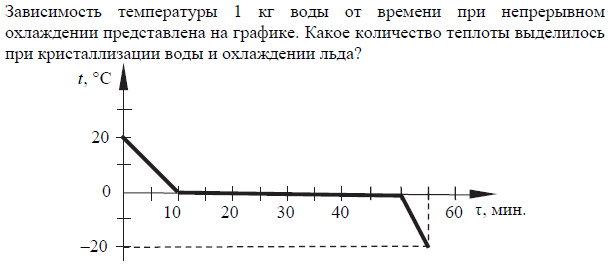 Зависимость температуры 1 кг воды от времени при непрерывном
охлаждении представлена на графике. Какое количество теплоты выделилось
при кристаллизации воды и охлаждении льда?
t, °C
20
0
10 20 30 40 60 τ, мин.
–20